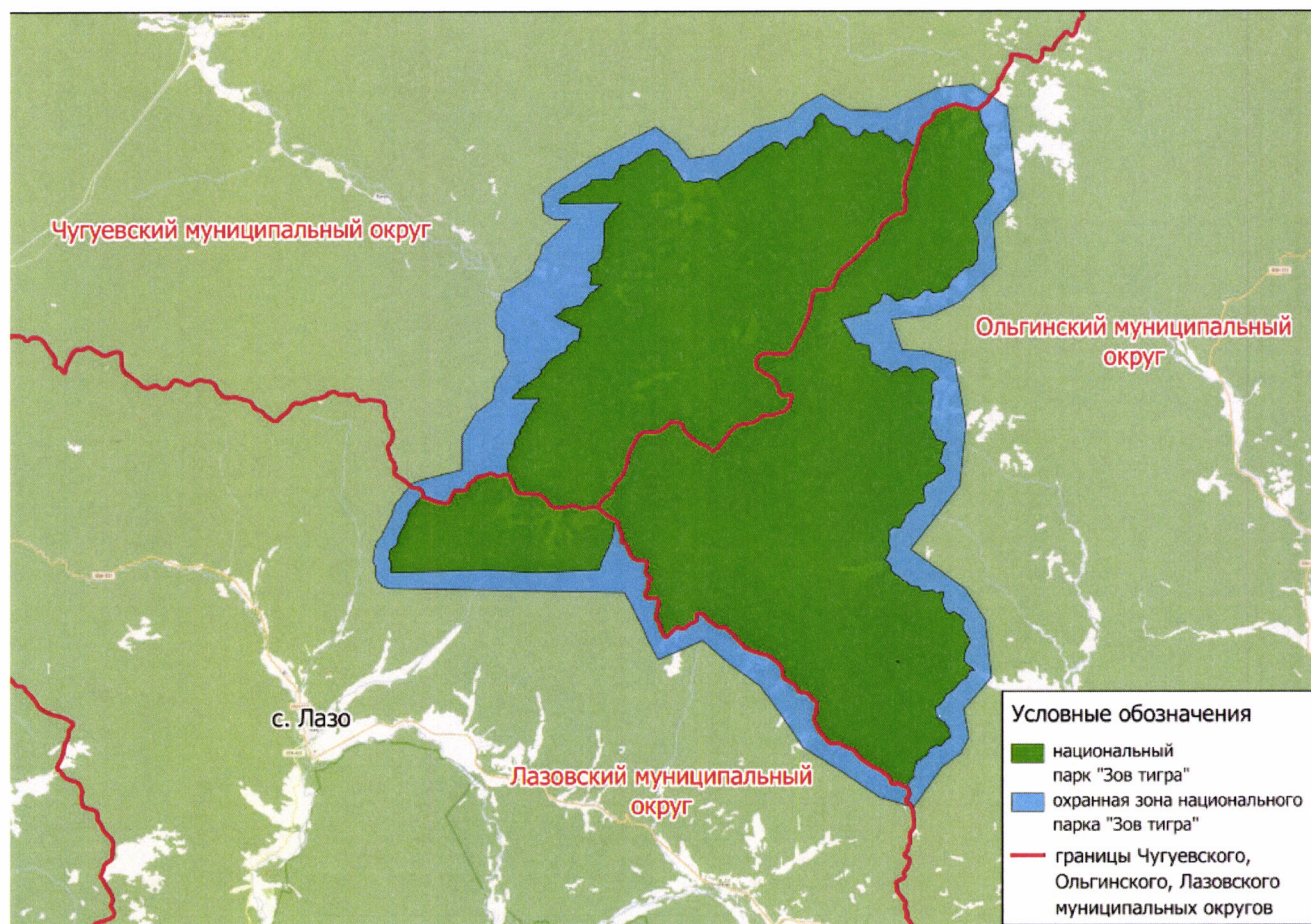 Чугуевский муниципальный округ
Ольгинский муниципальный
округ
с. Лазо
Лазовский муниципальный
округ
Условные обозначения
национальный
парк "Зов тигра"
охранная зона национального
парка "Зов тигра"
границы Чугуевского,
Ольгинского, Лазовского
муниципальных округов